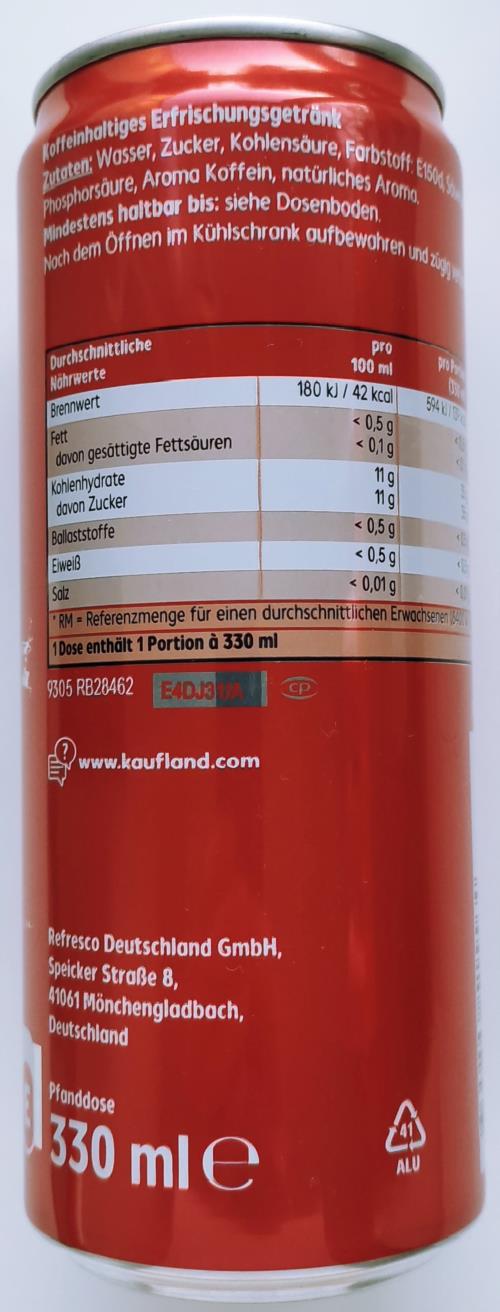 Koffeinhaltiges Erfrischungsgetränk
Zutaten: Wasser, Zucker, Kohlensäure, Farbstoff: E150d,
Phosphorsäure, Aroma Koffein, natürliches Aroma.
Mindestens haltbar bis: siehe Dosenboden.
Nach dem Öffnen im Kühlschrank aufbewahren und zügig
Durchschnittliche Nährwerte pro 100 ml pro
Brennwert 180 kJ / 42 kcal 594 kJ /
Fett < 0,5 g
davon gesättigte Fettsäuren < 0,1 g
Kohlenhydrate 11 g
davon Zucker 11 g
Ballaststoffe < 0,5 g
Eiweiß < 0,5 g
Salz < 0,01 g
* RM = Referenzmenge für einen durchschnittlichen Erwachsenen
1 Dose enthält 1 Portion à 330 ml
9305 RB28462 E4DJ31/A CP
?
www.kaufland.com
Refresco Deutschland GmbH,
Speicker Straße 8,
41061 Mönchengladbach,
Deutschland
Pfanddose
330 ml e
41
ALU